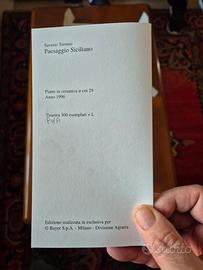 Saverio Terruso
Paesaggio Siciliano
Piatto in ceramica ø cm 29
Anno 1996
Tiratura 300 esemplari + L
P/A
Edizione realizzata in esclusiva per
© Bayer S.p.A. - Milano - Divisione Agraria